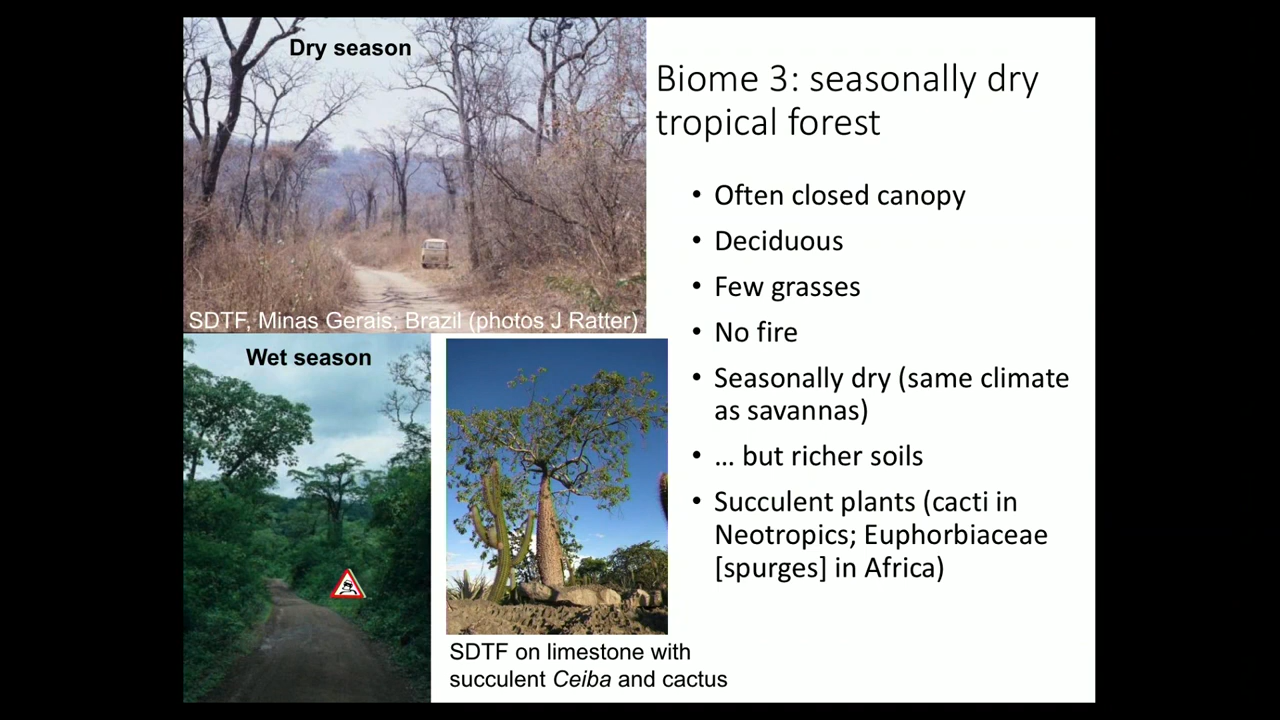 Dry season
SDTF, Minas Gerais, Brazil (photos J Ratter)
Wet season
SDTF on limestone with
succulent Ceiba and cactus
Biome 3: seasonally dry
tropical forest
• Often closed canopy
• Deciduous
• Few grasses
• No fire
• Seasonally dry (same climate
as savannas)
• … but richer soils
• Succulent plants (cacti in
Neotropics; Euphorbiaceae
[spurges] in Africa)